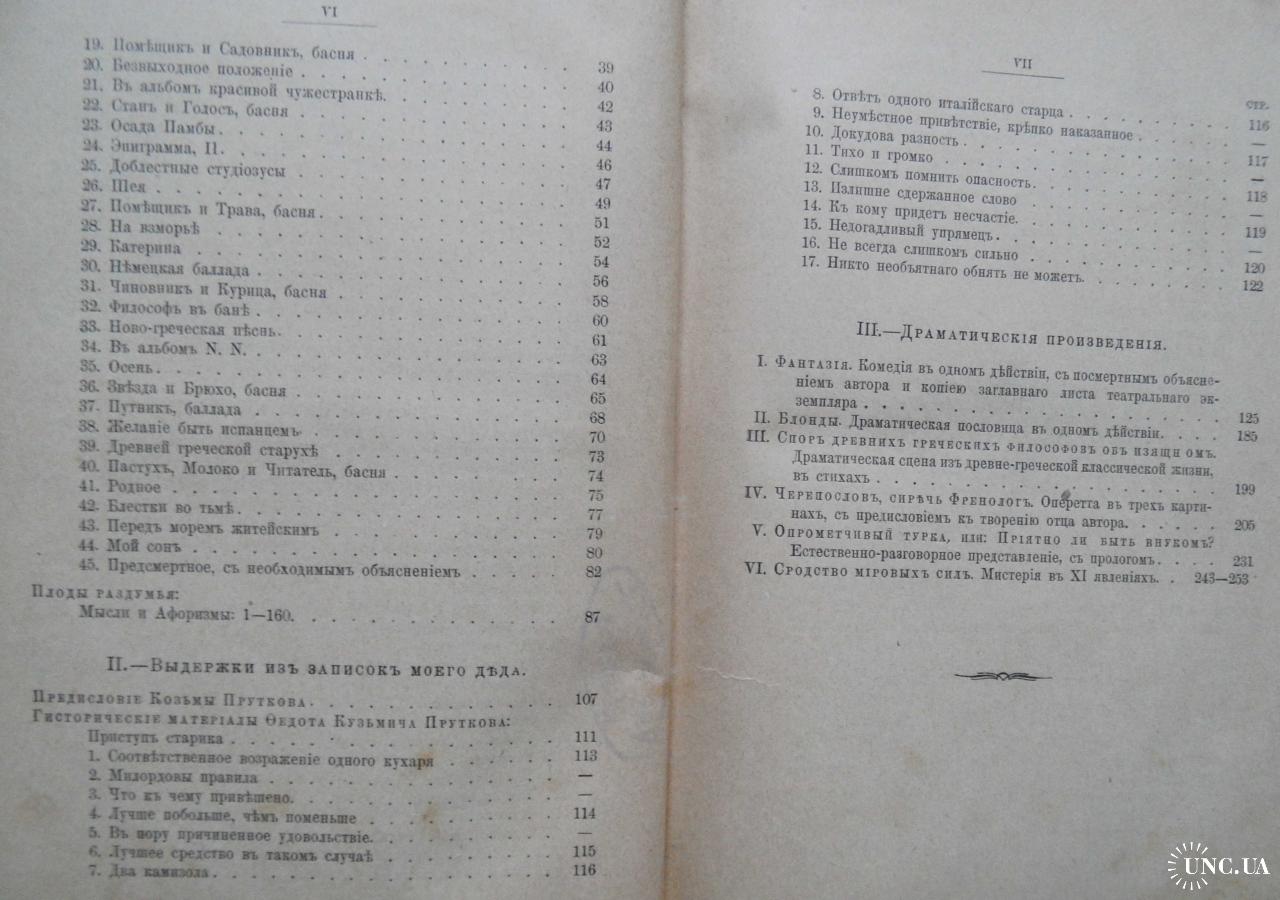 VI
19. Помѣщикъ и Садовникъ, басня . . . . . . . 39
20. Безвыходное положеніе . . . . . . . 40
21. Въ альбомъ красивой чужестранкѣ. . . . . . . 42
22. Станъ и Голосъ, басня . . . . . . . 43
23. Осада Памбы. . . . . . . 44
24. Эпиграмма, II. . . . . . . 46
25. Доблестные студіозусы . . . . . . . 47
26. Шея . . . . . . . 49
27. Помѣщикъ и Трава, басня. . . . . . . 51
28. На взморьѣ . . . . . . . 52
29. Катерина . . . . . . . 54
30. Нѣмецкая баллада . . . . . . . 56
31. Чиновникъ и Курица, басня . . . . . . . 58
32. Философъ въ банѣ . . . . . . . 60
33. Ново-греческая пѣснь. . . . . . . 61
34. Въ альбомъ N. N. . . . . . . 63
35. Осень. . . . . . . 64
36. Звѣзда и Брюхо, басня . . . . . . . 65
37. Путникъ, баллада . . . . . . . 68
38. Желаніе быть испанцемъ . . . . . . . 70
39. Древней греческой старухѣ . . . . . . . 73
40. Пастухъ, Молоко и Читатель, басня . . . . . . . 74
41. Родное . . . . . . . 75
42. Блестки во тьмѣ. . . . . . . 77
43. Передъ моремъ житейскимъ . . . . . . . 79
44. Мой сонъ . . . . . . . 80
45. Предсмертное, съ необходимымъ объясненіемъ . . . . . . . 82
Плоды раздумья:
Мысли и Афоризмы: 1—160. . . . . . . 87
II.—Выдержки изъ записокъ моего дѣда.
Предисловіе Козьмы Пруткова. . . . . . . 107
Гисторическіе матеріалы Ѳедота Кузьмича Пруткова:
Приступъ старика . . . . . . . 111
1. Соотвѣтственное возраженіе одного кухаря . . . . . . . 113
2. Милордовы правила . . . . . . . —
3. Что къ чему привѣшено. . . . . . . —
4. Лучше побольше, чѣмъ поменьше . . . . . . . 114
5. Въ пору причиненное удовольствіе. . . . . . . —
6. Лучшее средство въ такомъ случаѣ . . . . . . . 115
7. Два камизола. . . . . . . 116
VII
СТР.
8. Отвѣтъ одного италійскаго старца . . . . . . . 116
9. Неумѣстное привѣтствіе, крѣпко наказанное . . . . . . . —
10. Докудова разность . . . . . . . 117
11. Тихо и громко . . . . . . . —
12. Слишкомъ помнить опасность. . . . . . . 118
13. Излишне сдержанное слово . . . . . . . —
14. Къ кому придетъ несчастіе. . . . . . . 119
15. Недогадливый упрямецъ. . . . . . . —
16. Не всегда слишкомъ сильно . . . . . . . 120
17. Никто необъятнаго обнять не можетъ. . . . . . . 122
III.—Драматическія произведенія.
I. Фантазія. Комедія въ одномъ дѣйствіи, съ посмертнымъ объясне-
ніемъ автора и копіею заглавнаго листа театральнаго эк-
земпляра . . . . . . . 125
II. Блонды. Драматическая пословица въ одномъ дѣйствіи. . . . 185
III. Споръ древнихъ греческихъ философовъ объ изящномъ.
Драматическая сцена изъ древне-греческой классической жизни,
въ стихахъ . . . . . . . 199
IV. Черепословъ, сирѣчь Френологъ. Оперетта въ трехъ карти-
нахъ, съ предисловіемъ къ творенію отца автора. . . . . . 205
V. Опрометчивый турка, или: Пріятно ли быть внукомъ?
Естественно-разговорное представленіе, съ прологомъ. . . . 231
VI. Сродство міровыхъ силъ. Мистерія въ XI явленіяхъ. . 243—253
UNC.UA